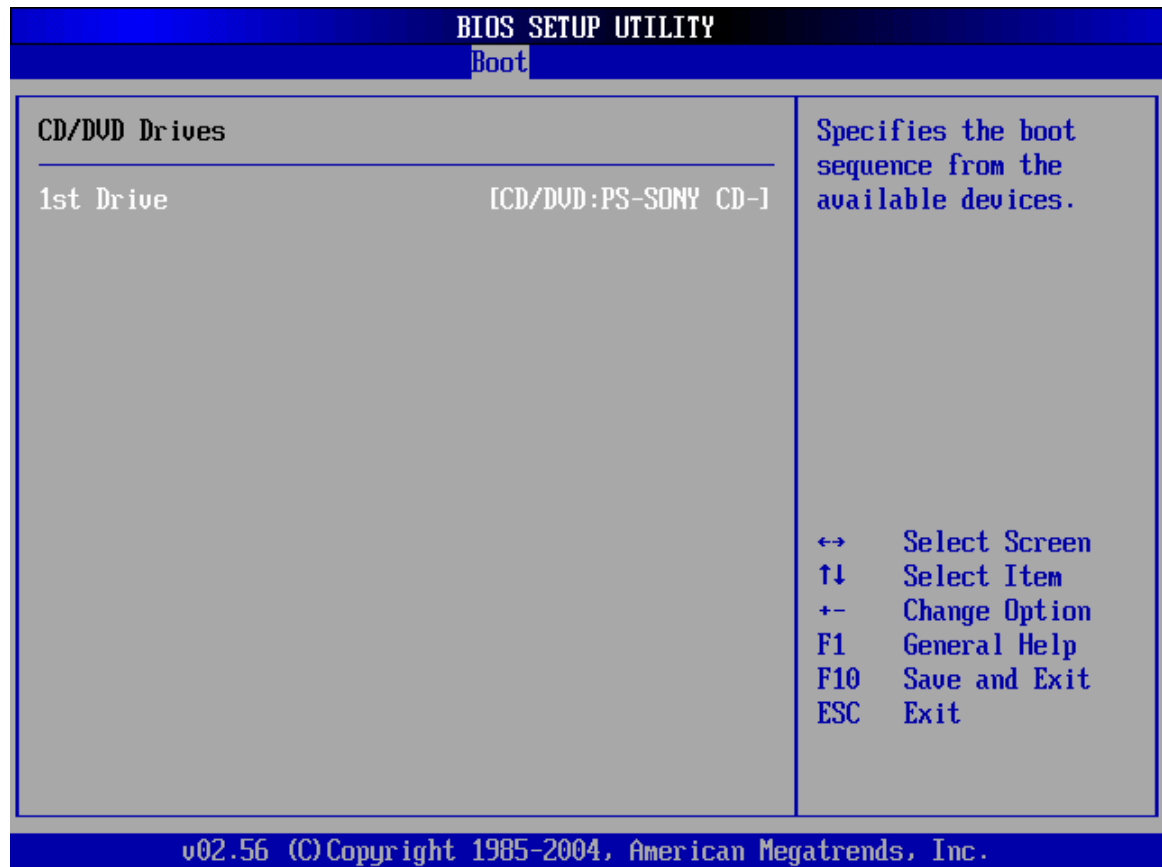 BIOS SETUP UTILITY
Boot
CD/DVD Drives
1st Drive [CD/DVD:PS-SONY CD-]
Specifies the boot
sequence from the
available devices.
←→ Select Screen
↑↓ Select Item
+- Change Option
F1 General Help
F10 Save and Exit
ESC Exit
v02.56 (C)Copyright 1985-2004, American Megatrends, Inc.